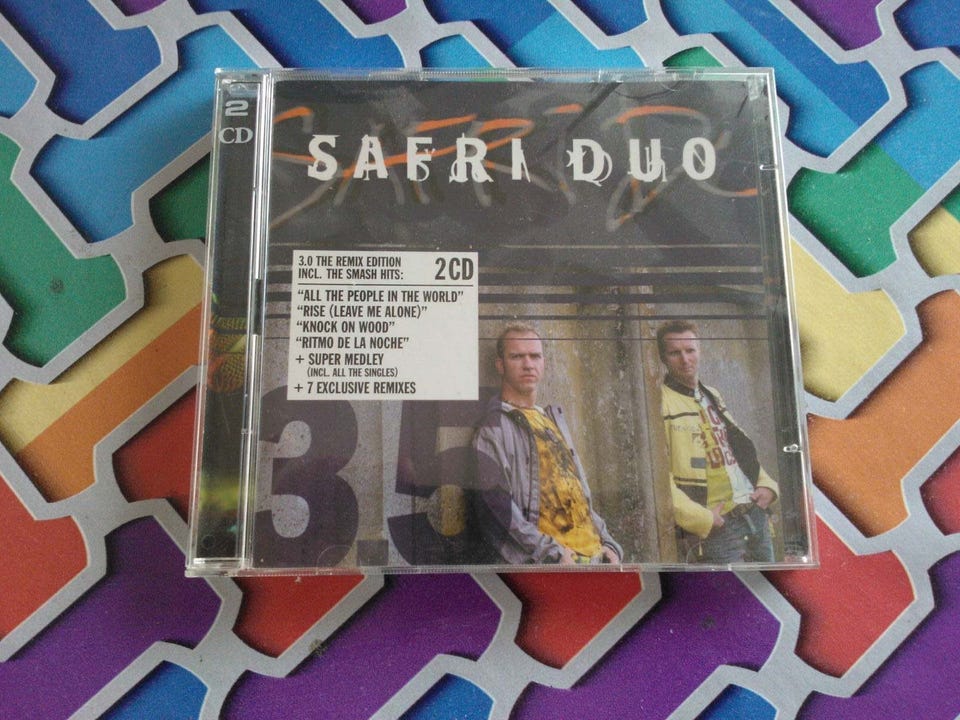 2
CD
SAFRI DUO
3.0 THE REMIX EDITION
INCL. THE SMASH HITS: 2CD
"ALL THE PEOPLE IN THE WORLD"
"RISE (LEAVE ME ALONE)"
"KNOCK ON WOOD"
"RITMO DE LA NOCHE"
+ SUPER MEDLEY
(INCL. ALL THE SINGLES)
+ 7 EXCLUSIVE REMIXES
3.5